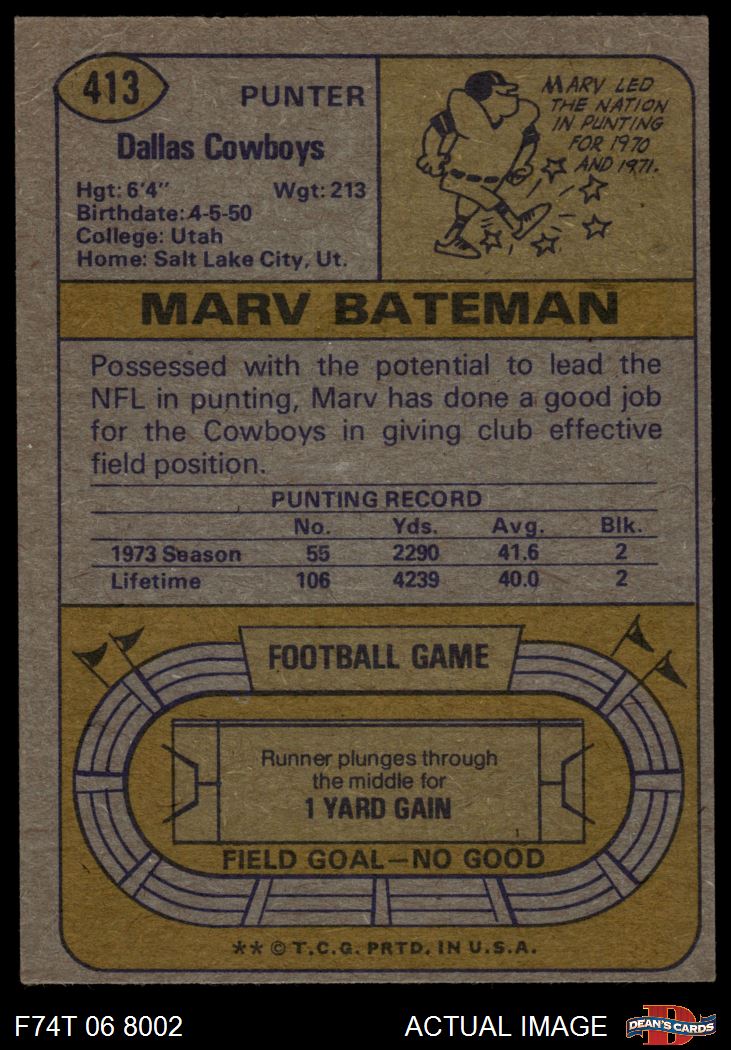 413
PUNTER
Dallas Cowboys
Hgt: 6'4" Wgt: 213
Birthdate: 4-5-50
College: Utah
Home: Salt Lake City, Ut.
MARV LED
THE NATION
IN PUNTING
FOR 1970
AND 1971.
MARV BATEMAN
Possessed with the potential to lead the
NFL in punting, Marv has done a good job
for the Cowboys in giving club effective
field position.
PUNTING RECORD
No. Yds. Avg. Blk.
1973 Season 55 2290 41.6 2
Lifetime 106 4239 40.0 2
FOOTBALL GAME
Runner plunges through
the middle for
1 YARD GAIN
FIELD GOAL—NO GOOD
** © T.C.G. PRTD. IN U.S.A.
F74T 06 8002 ACTUAL IMAGE
DEAN'S CARDS